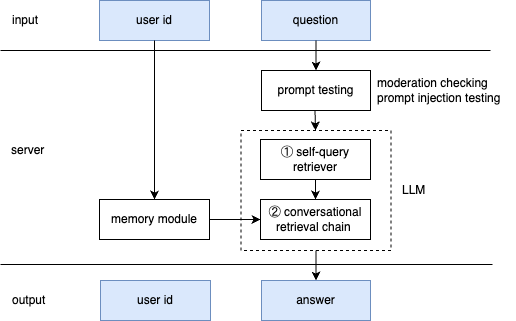 input
user id
question
prompt testing
moderation checking
prompt injection testing
server
① self-query
retriever
LLM
memory module
② conversational
retrieval chain
output
user id
answer